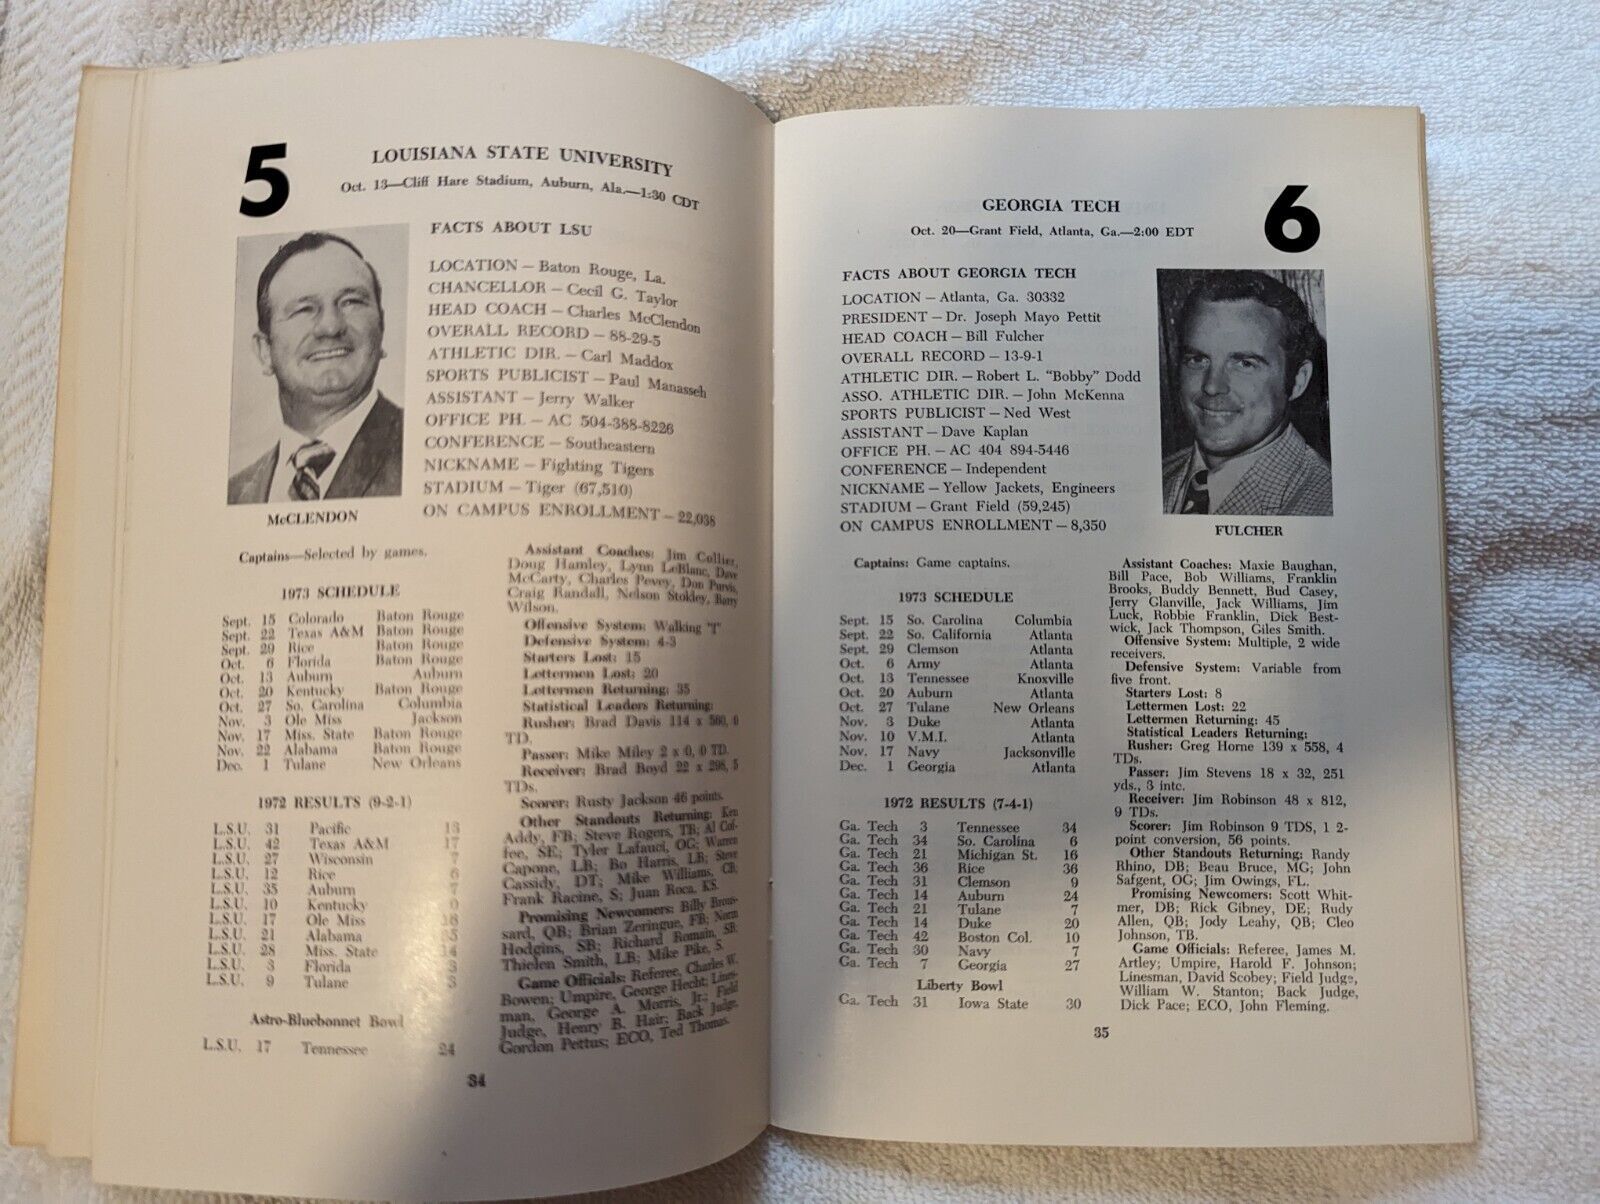 5
LOUISIANA STATE UNIVERSITY
Oct. 13—Cliff Hare Stadium, Auburn, Ala.—1:30 CDT
McCLENDON
FACTS ABOUT LSU
LOCATION – Baton Rouge, La.
CHANCELLOR – Cecil G. Taylor
HEAD COACH – Charles McClendon
OVERALL RECORD – 88-29-5
ATHLETIC DIR. – Carl Maddox
SPORTS PUBLICIST – Paul Manasseh
ASSISTANT – Jerry Walker
OFFICE PH. – AC 504-388-8226
CONFERENCE – Southeastern
NICKNAME – Fighting Tigers
STADIUM – Tiger (67,510)
ON CAMPUS ENROLLMENT – 22,038
Captains—Selected by games.
1973 SCHEDULE
Sept. 15 Colorado Baton Rouge
Sept. 22 Texas A&M Baton Rouge
Sept. 29 Rice Baton Rouge
Oct. 6 Florida Baton Rouge
Oct. 13 Auburn Auburn
Oct. 20 Kentucky Baton Rouge
Oct. 27 So. Carolina Columbia
Nov. 3 Ole Miss Jackson
Nov. 17 Miss. State Baton Rouge
Nov. 22 Alabama Baton Rouge
Dec. 1 Tulane New Orleans
1972 RESULTS (9-2-1)
L.S.U. 31 Pacific 13
L.S.U. 42 Texas A&M 17
L.S.U. 27 Wisconsin 7
L.S.U. 12 Rice 6
L.S.U. 35 Auburn 7
L.S.U. 10 Kentucky 0
L.S.U. 17 Ole Miss 16
L.S.U. 21 Alabama 35
L.S.U. 28 Miss. State 14
L.S.U. 3 Florida 3
L.S.U. 9 Tulane 3
Astro-Bluebonnet Bowl
L.S.U. 17 Tennessee 24
Assistant Coaches: Jim Collier,
Doug Hamley, Lynn LeBlanc, Dave
McCarty, Charles Pevey, Don Purvis,
Craig Randall, Nelson Stokley, Barry
Wilson.
Offensive System: Walking "I"
Defensive System: 4-3
Starters Lost: 15
Lettermen Lost: 20
Lettermen Returning: 35
Statistical Leaders Returning:
Rusher: Brad Davis 114 x 560, 0
TD.
Passer: Mike Miley 2 x 0, 0 TD.
Receiver: Brad Boyd 22 x 298, 5
TDs.
Scorer: Rusty Jackson 46 points.
Other Standouts Returning: Ken
Addy, FB; Steve Rogers, TB; Al Cof-
fee, SE; Tyler Lafauci, OG; Warren
Capone, LB; Bo Harris, LB; Steve
Cassidy, DT; Mike Williams, CB;
Frank Racine, S; Juan Roca, KS.
Promising Newcomers: Billy Brous-
sard, QB; Brian Zeringue, FB; Norm
Hodgins, SB; Richard Romain, SB;
Thielen Smith, LB; Mike Pike, S.
Game Officials: Referee, Charles W.
Bowen; Umpire, George Hecht; Lines-
man, George A. Morris, Jr.; Field
Judge, Henry B. Hair; Back Judge,
Gordon Pettus; ECO, Ted Thomas.
34
GEORGIA TECH
6
Oct. 20—Grant Field, Atlanta, Ga.—2:00 EDT
FACTS ABOUT GEORGIA TECH
LOCATION – Atlanta, Ga. 30332
PRESIDENT – Dr. Joseph Mayo Pettit
HEAD COACH – Bill Fulcher
OVERALL RECORD – 13-9-1
ATHLETIC DIR. – Robert L. "Bobby" Dodd
ASSO. ATHLETIC DIR. – John McKenna
SPORTS PUBLICIST – Ned West
ASSISTANT – Dave Kaplan
OFFICE PH. – AC 404 894-5446
CONFERENCE – Independent
NICKNAME – Yellow Jackets, Engineers
STADIUM – Grant Field (59,245)
ON CAMPUS ENROLLMENT – 8,350
FULCHER
Captains: Game captains.
1973 SCHEDULE
Sept. 15 So. Carolina Columbia
Sept. 22 So. California Atlanta
Sept. 29 Clemson Atlanta
Oct. 6 Army Atlanta
Oct. 13 Tennessee Knoxville
Oct. 20 Auburn Atlanta
Oct. 27 Tulane New Orleans
Nov. 3 Duke Atlanta
Nov. 10 V.M.I. Atlanta
Nov. 17 Navy Jacksonville
Dec. 1 Georgia Atlanta
1972 RESULTS (7-4-1)
Ga. Tech 3 Tennessee 34
Ga. Tech 34 So. Carolina 6
Ga. Tech 21 Michigan St. 16
Ga. Tech 36 Rice 36
Ga. Tech 31 Clemson 9
Ga. Tech 14 Auburn 24
Ga. Tech 21 Tulane 7
Ga. Tech 14 Duke 20
Ga. Tech 42 Boston Col. 10
Ga. Tech 30 Navy 7
Ga. Tech 7 Georgia 27
Liberty Bowl
Ga. Tech 31 Iowa State 30
Assistant Coaches: Maxie Baughan,
Bill Pace, Bob Williams, Franklin
Brooks, Buddy Bennett, Bud Casey,
Jerry Glanville, Jack Williams, Jim
Luck, Robbie Franklin, Dick Best-
wick, Jack Thompson, Giles Smith.
Offensive System: Multiple, 2 wide
receivers.
Defensive System: Variable from
five front.
Starters Lost: 8
Lettermen Lost: 22
Lettermen Returning: 45
Statistical Leaders Returning:
Rusher: Greg Horne 139 x 558, 4
TDs.
Passer: Jim Stevens 18 x 32, 251
yds., 3 intc.
Receiver: Jim Robinson 48 x 812,
9 TDs.
Scorer: Jim Robinson 9 TDS, 1 2-
point conversion, 56 points.
Other Standouts Returning: Randy
Rhino, DB; Beau Bruce, MG; John
Safgent, OG; Jim Owings, FL.
Promising Newcomers: Scott Whit-
mer, DB; Rick Gibney, DE; Rudy
Allen, QB; Jody Leahy, QB; Cleo
Johnson, TB.
Game Officials: Referee, James M.
Artley; Umpire, Harold F. Johnson;
Linesman, David Scobey; Field Judge,
William W. Stanton; Back Judge,
Dick Pace; ECO, John Fleming.
35